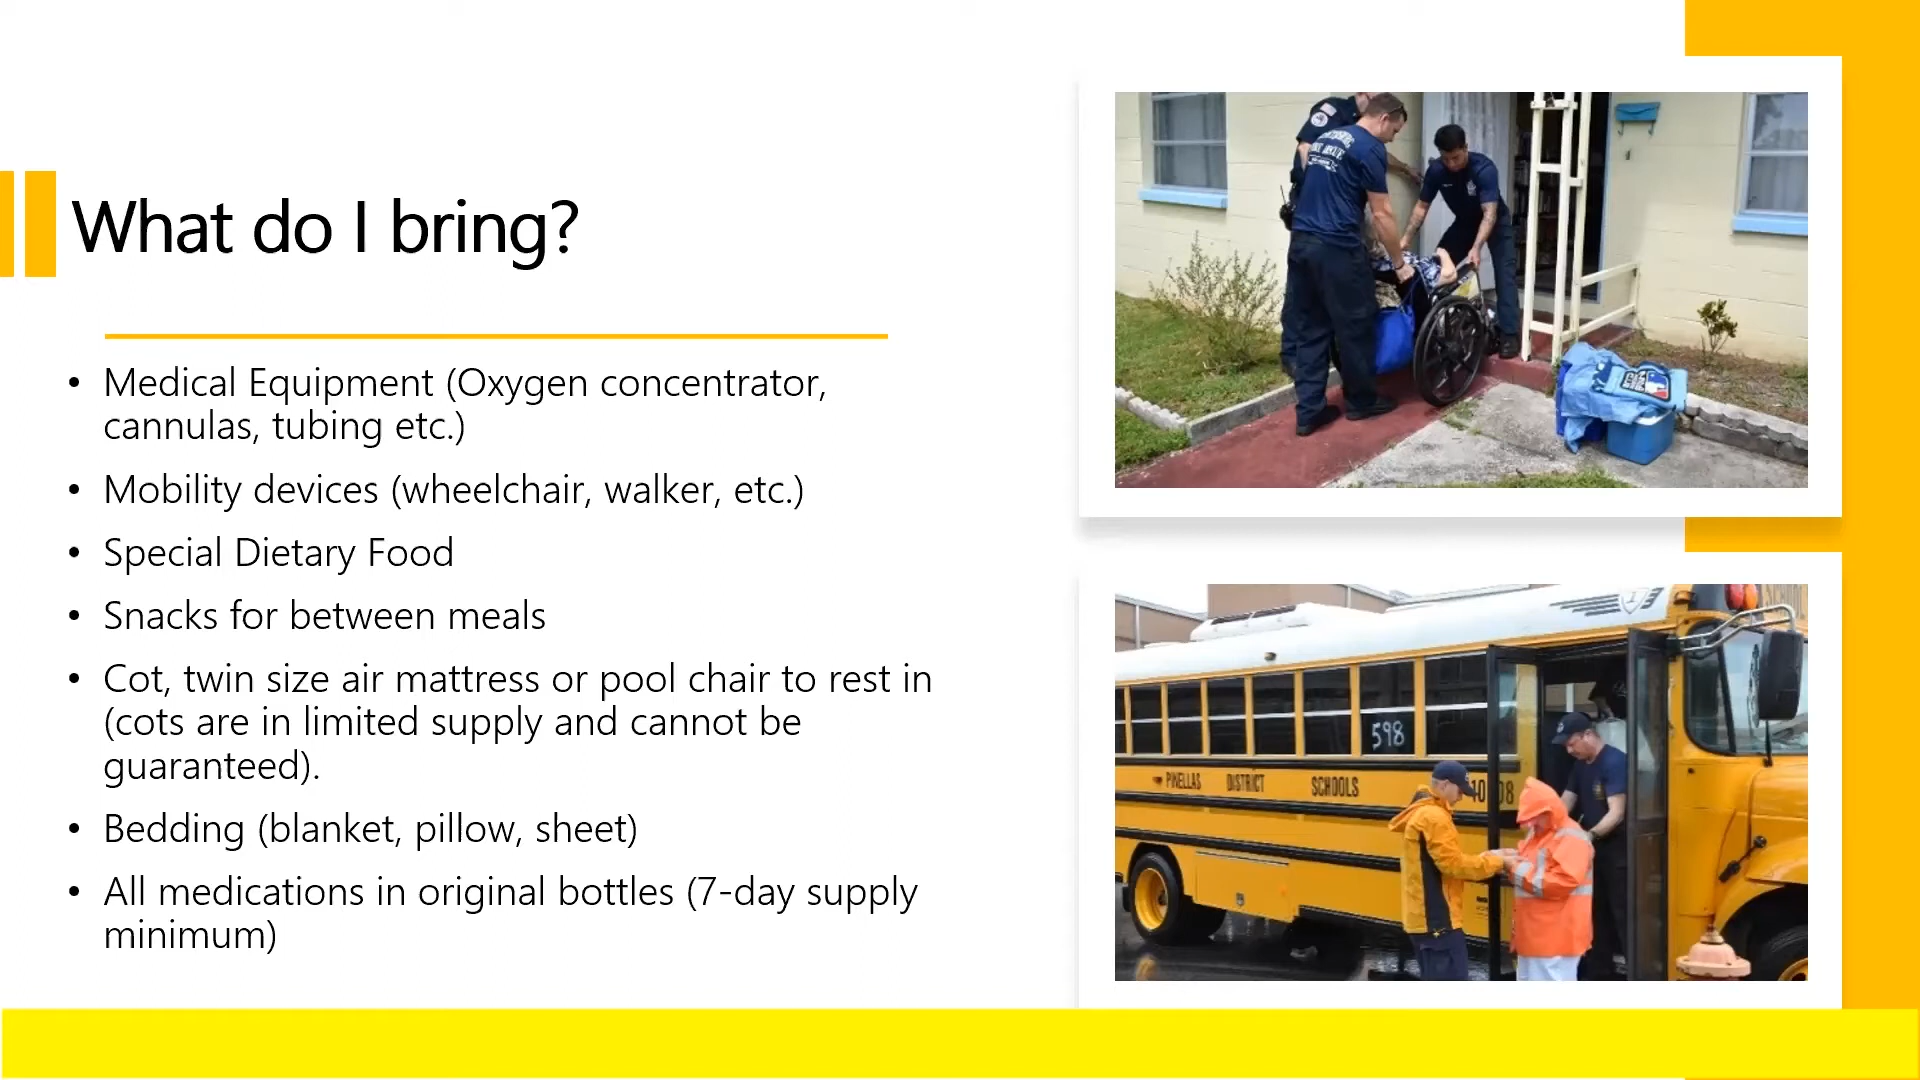 What do I bring?
• Medical Equipment (Oxygen concentrator,
cannulas, tubing etc.)
• Mobility devices (wheelchair, walker, etc.)
• Special Dietary Food
• Snacks for between meals
• Cot, twin size air mattress or pool chair to rest in
(cots are in limited supply and cannot be
guaranteed).
• Bedding (blanket, pillow, sheet)
• All medications in original bottles (7-day supply
minimum)
598
PINELLAS DISTRICT SCHOOLS